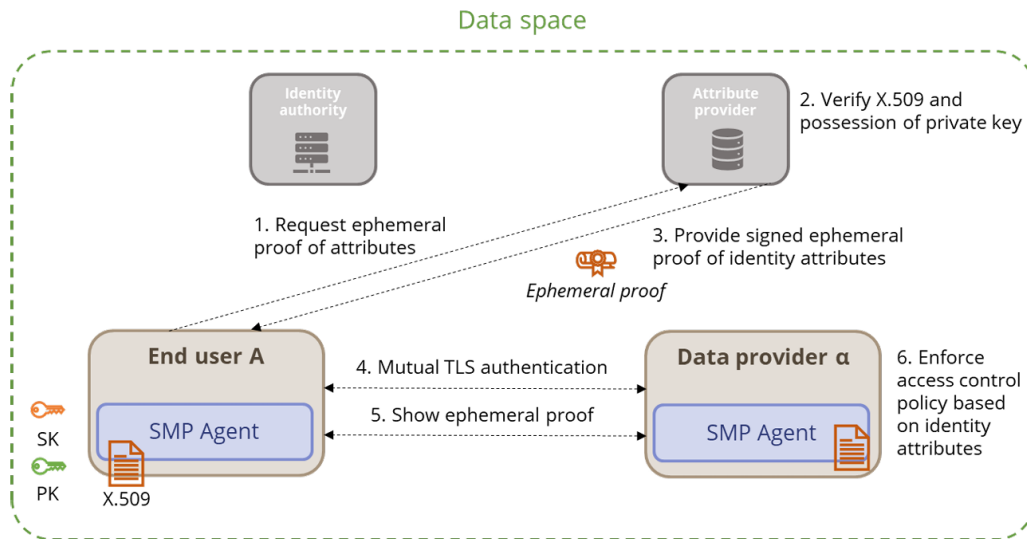 Data space
Identity
authority
Attribute
provider
2. Verify X.509 and
possession of private key
1. Request ephemeral
proof of attributes
3. Provide signed ephemeral
proof of identity attributes
Ephemeral proof
End user A
SMP Agent
X.509
SK
PK
4. Mutual TLS authentication
5. Show ephemeral proof
Data provider α
SMP Agent
6. Enforce
access control
policy based
on identity
attributes